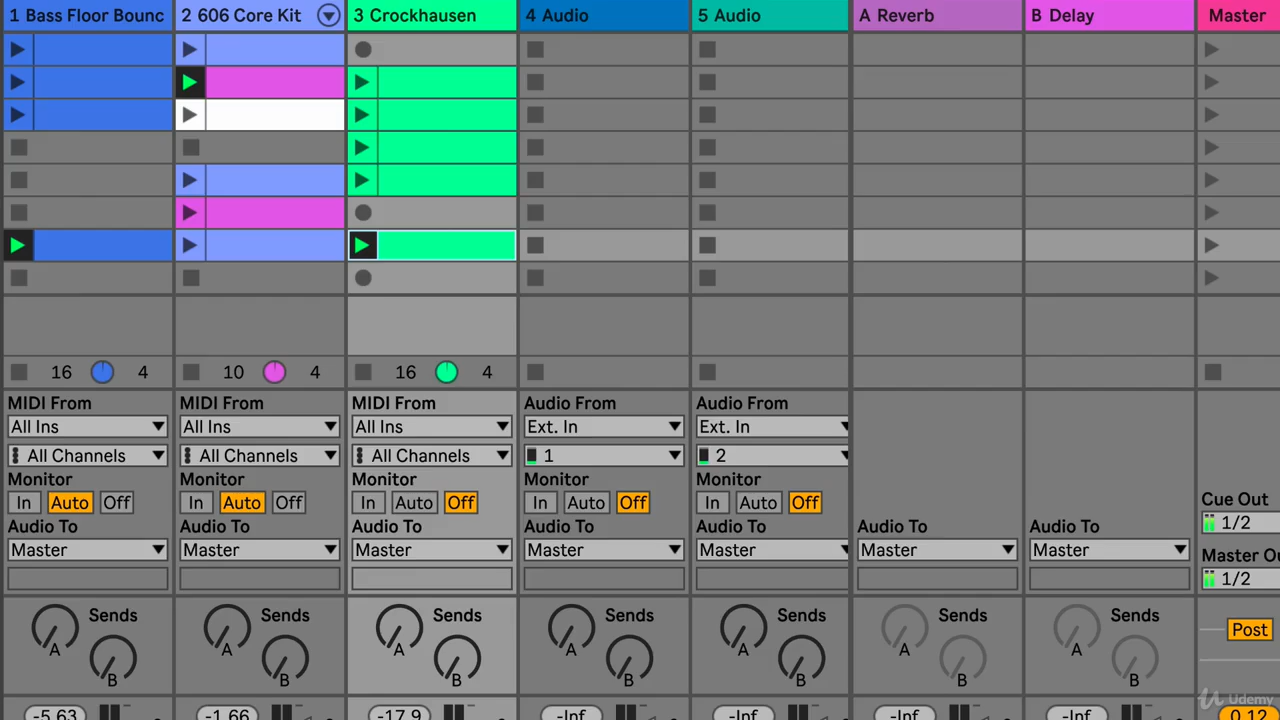 1 Bass Floor Bounc 2 606 Core Kit 3 Crockhausen 4 Audio 5 Audio A Reverb B Delay Master
16 4 10 4 16 4
MIDI From MIDI From MIDI From Audio From Audio From
All Ins All Ins All Ins Ext. In Ext. In
All Channels All Channels All Channels 1 2
Monitor Monitor Monitor Monitor Monitor
In Auto Off In Auto Off In Auto Off In Auto Off In Auto Off Cue Out
1/2
Audio To Audio To Audio To Audio To Audio To Audio To Audio To
Master Master Master Master Master Master Master Master Ou
1/2
Sends Sends Sends Sends Sends Sends Sends
A A A A A A A Post
B B B B B B B
-5.63 -1.66 -17.9 -Inf -Inf -Inf -Inf 0.12
Udemy